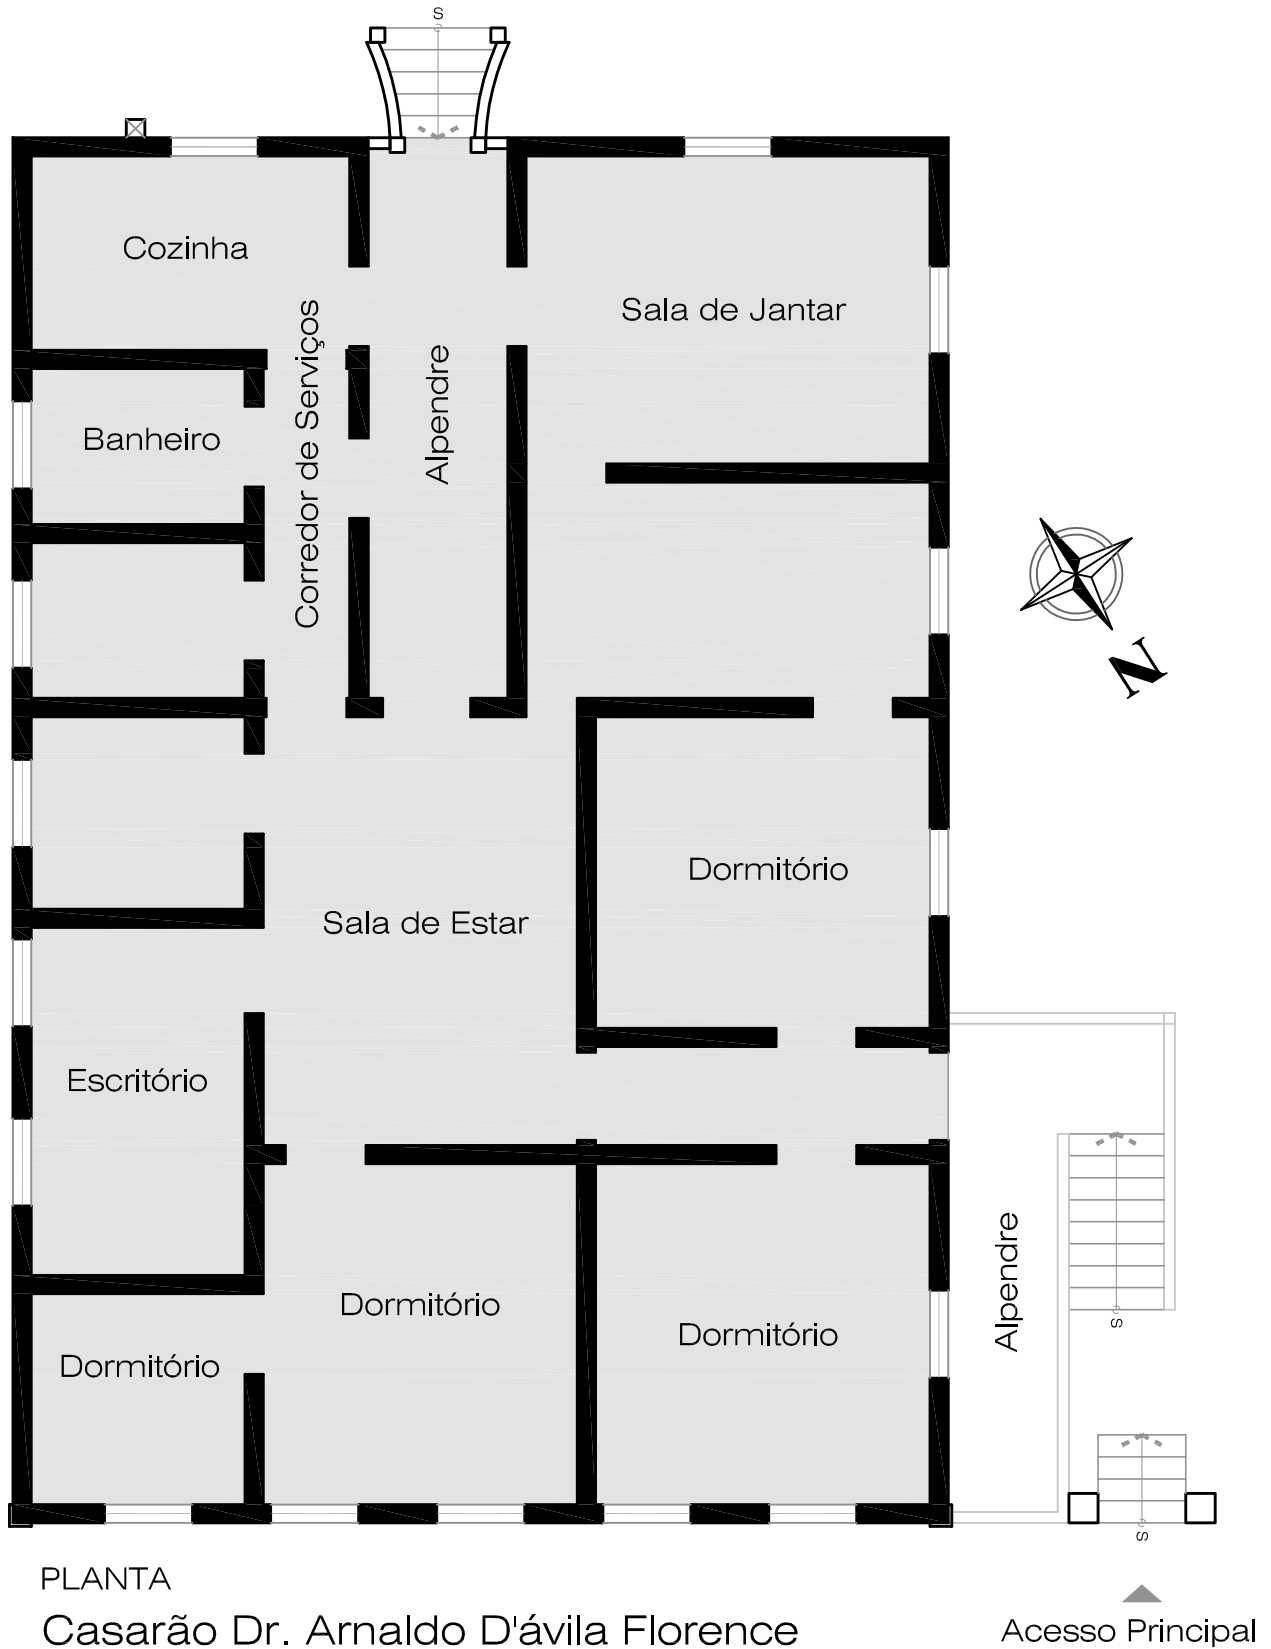 S
Cozinha
Sala de Jantar
Corredor de Serviços
Alpendre
Banheiro
N
Dormitório
Sala de Estar
Escritório
Alpendre
S
Dormitório
Dormitório
Dormitório
S
PLANTA
Casarão Dr. Arnaldo D'ávila Florence
Acesso Principal